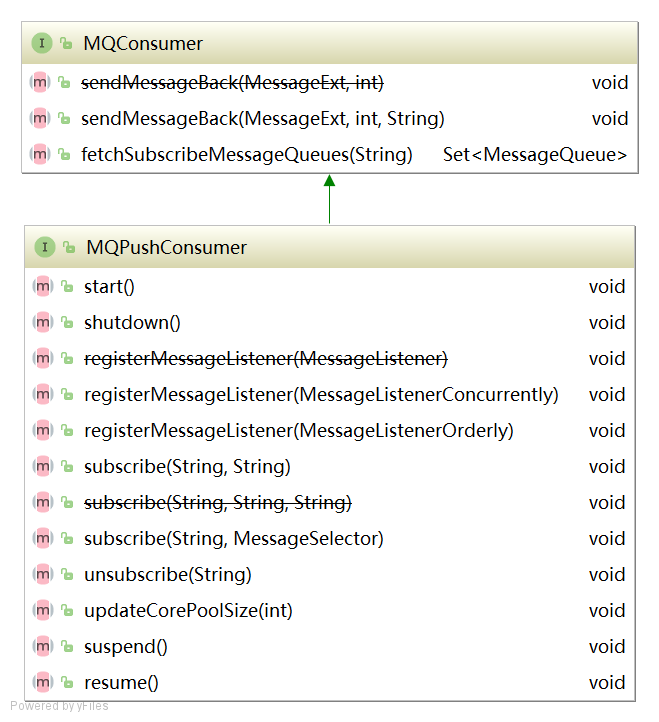 MQConsumer
sendMessageBack(MessageExt, int) void
sendMessageBack(MessageExt, int, String) void
fetchSubscribeMessageQueues(String) Set<MessageQueue>
MQPushConsumer
start() void
shutdown() void
registerMessageListener(MessageListener) void
registerMessageListener(MessageListenerConcurrently) void
registerMessageListener(MessageListenerOrderly) void
subscribe(String, String) void
subscribe(String, String, String) void
subscribe(String, MessageSelector) void
unsubscribe(String) void
updateCorePoolSize(int) void
suspend() void
resume() void
Powered by yFiles